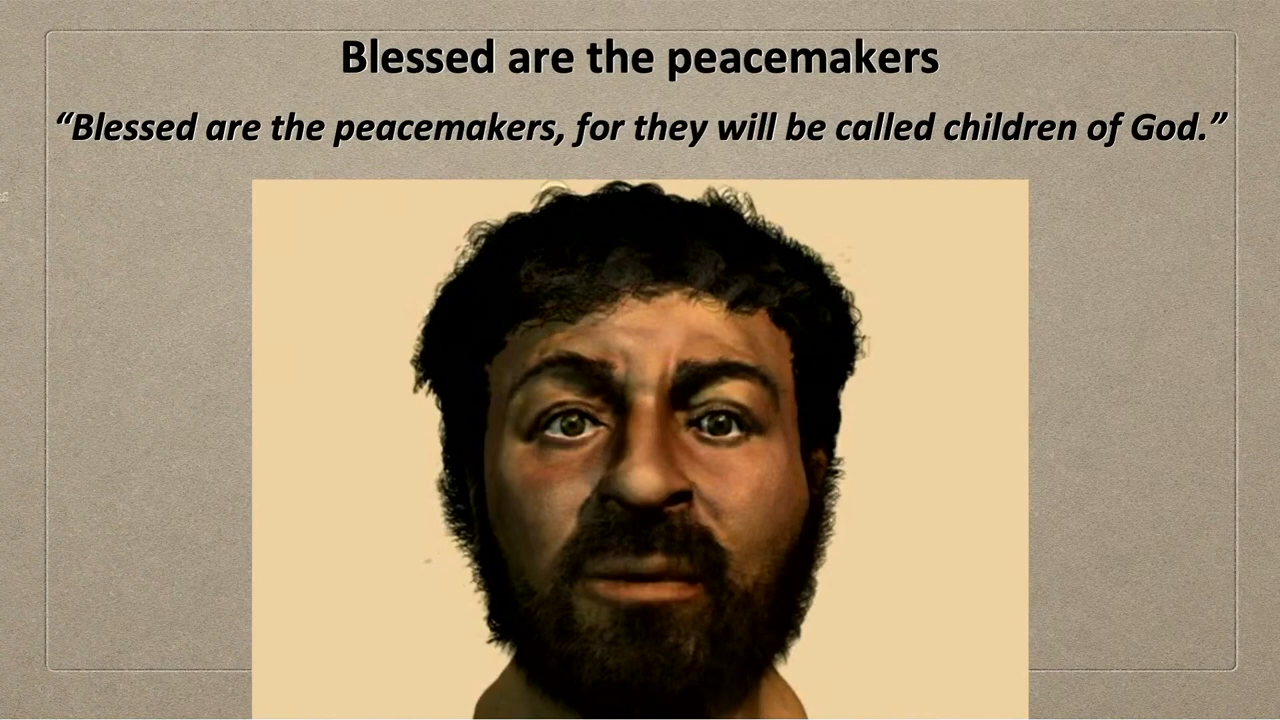 Blessed are the peacemakers
“Blessed are the peacemakers, for they will be called children of God.”